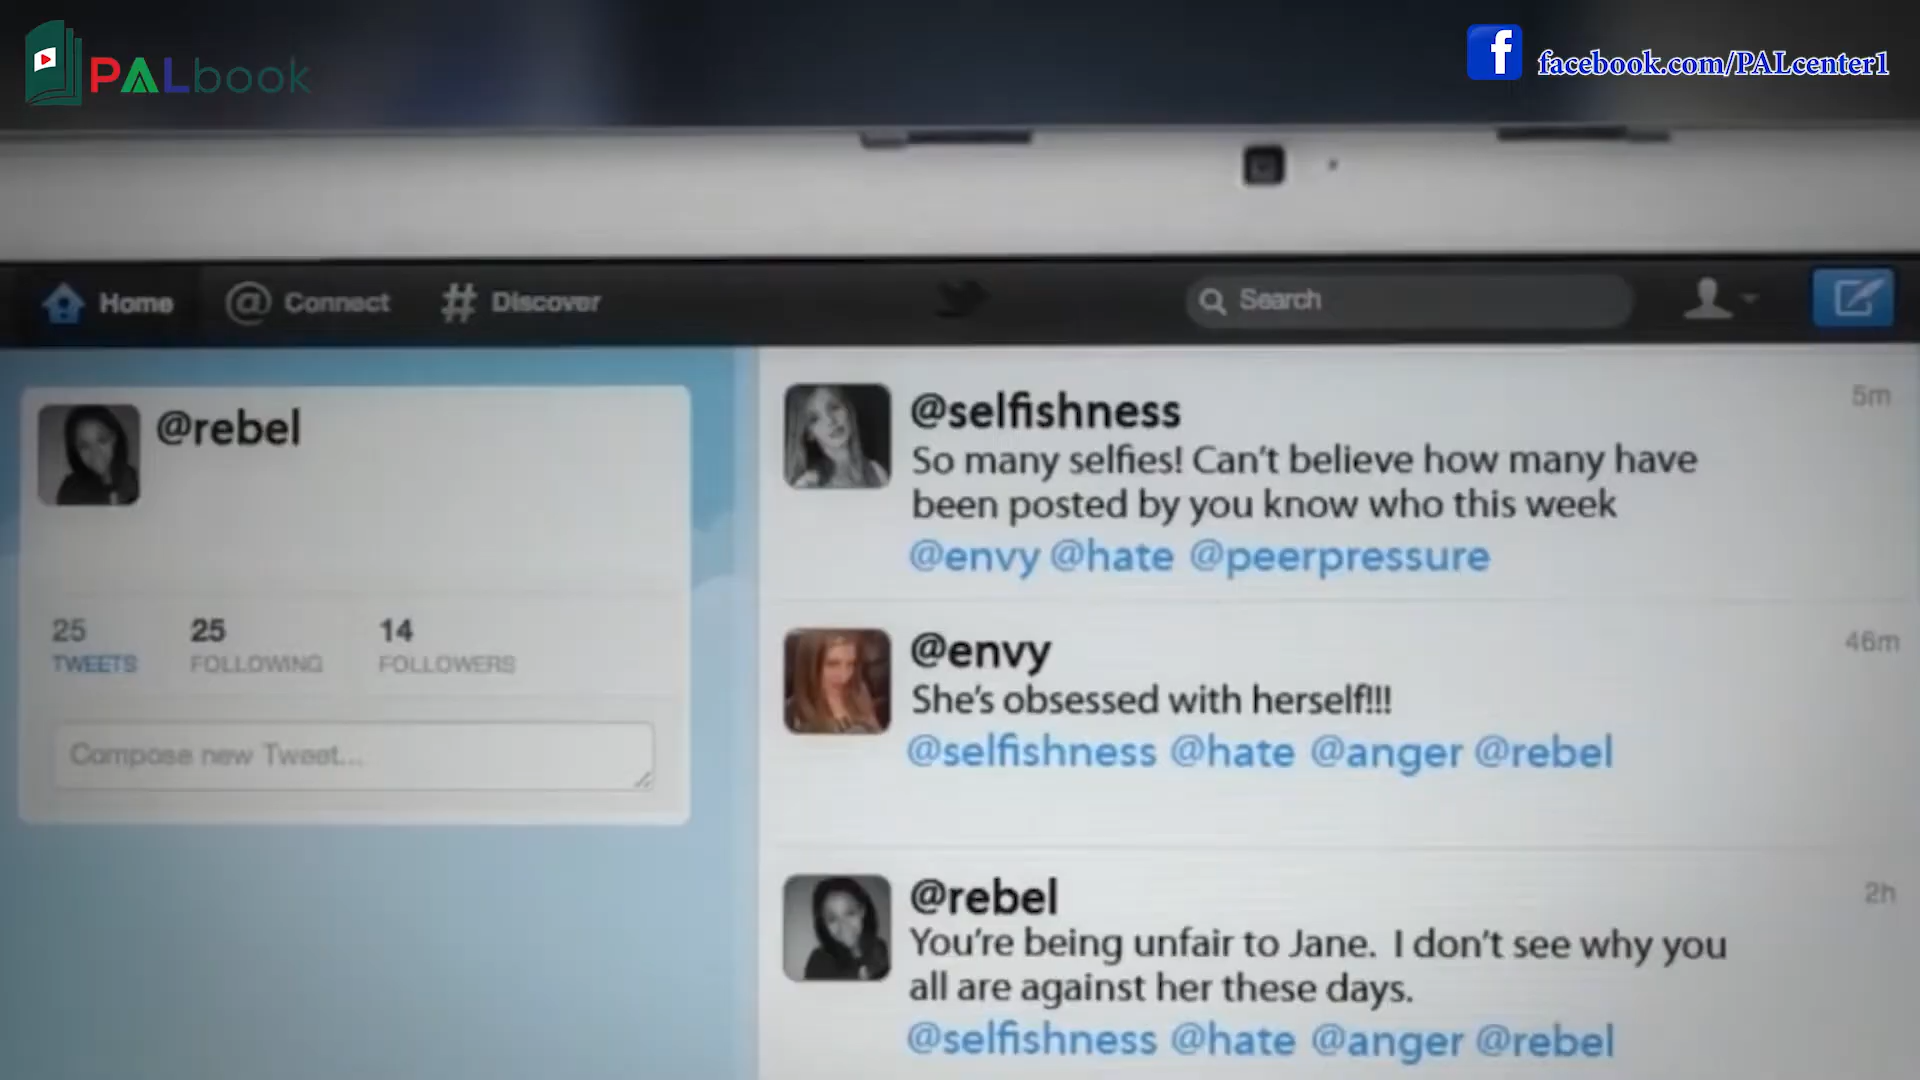 PALbook
facebook.com/PALcenter1
Home
Connect
Discover
Search
@rebel
25
TWEETS
25
FOLLOWING
14
FOLLOWERS
Compose new Tweet...
@selfishness
5m
So many selfies! Can't believe how many have
been posted by you know who this week
@envy @hate @peerpressure
@envy
46m
She's obsessed with herself!!!
@selfishness @hate @anger @rebel
@rebel
2h
You're being unfair to Jane. I don't see why you
all are against her these days.
@selfishness @hate @anger @rebel